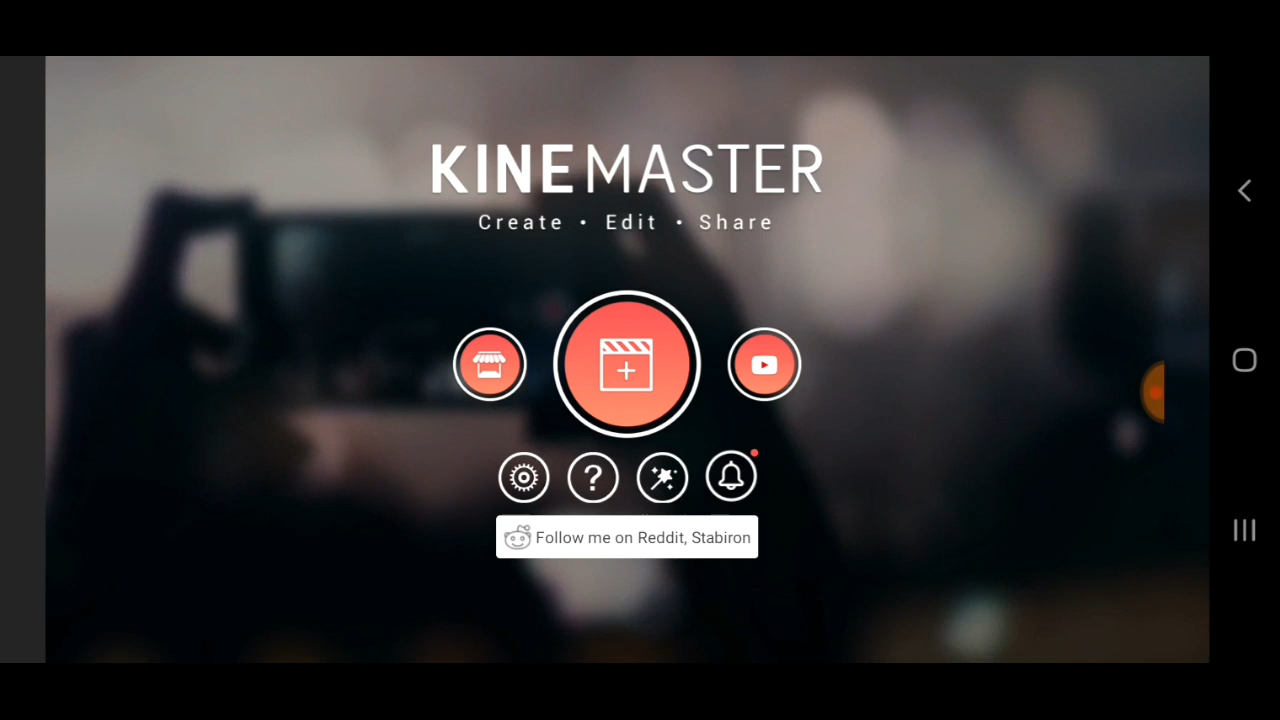 KINEMASTER
Create • Edit • Share
?
Follow me on Reddit, Stabiron